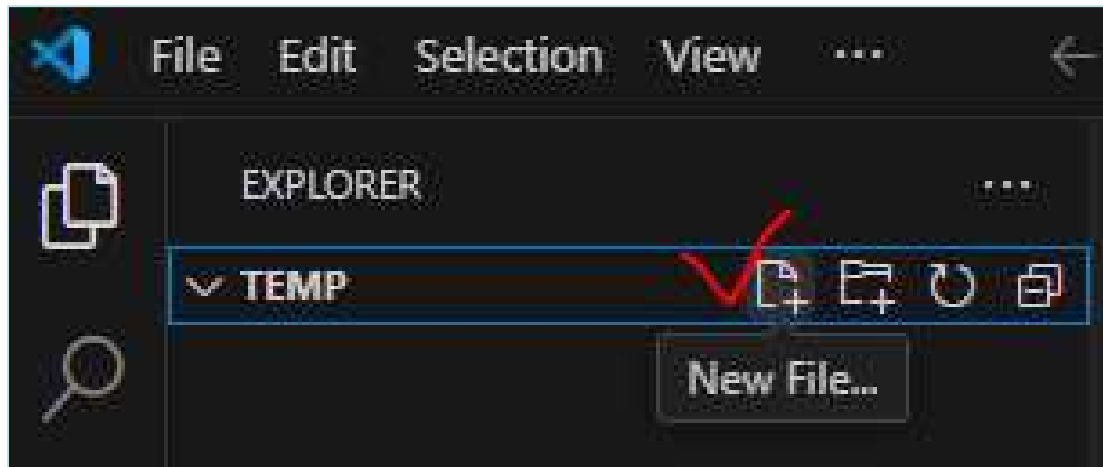 File Edit Selection View ...
EXPLORER ...
TEMP
New File...